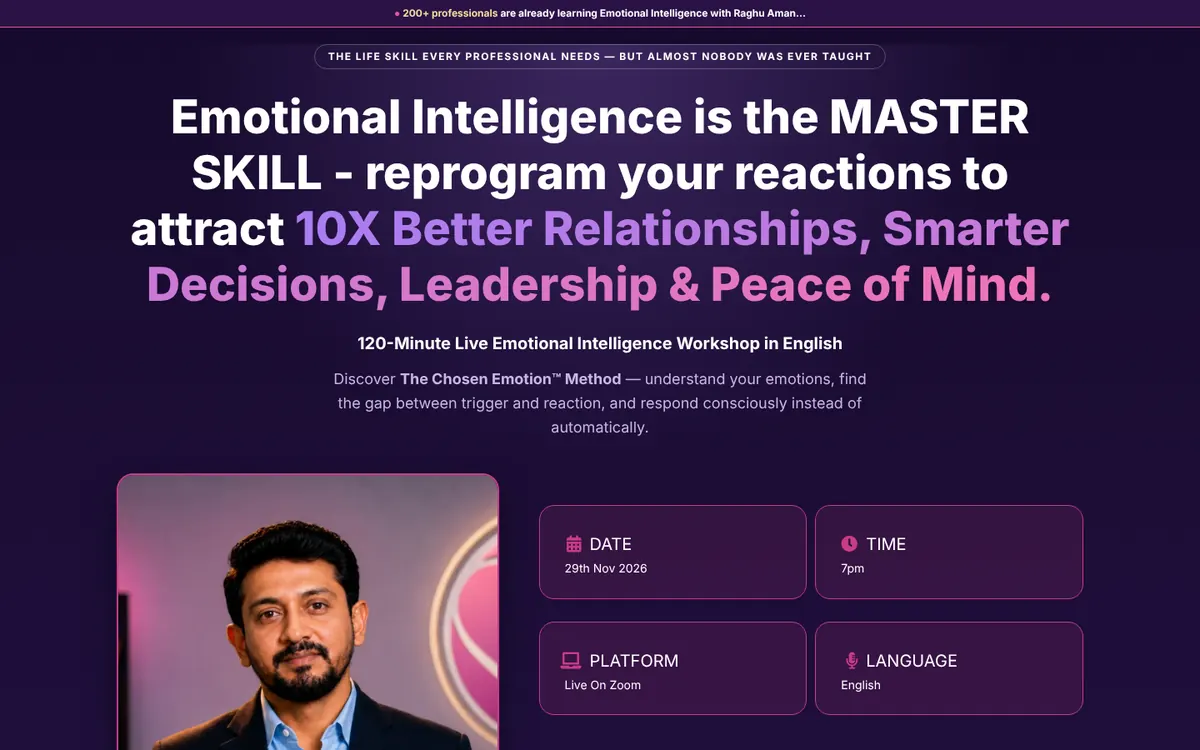 ● 200+ professionals are already learning Emotional Intelligence with Raghu Aman...
THE LIFE SKILL EVERY PROFESSIONAL NEEDS — BUT ALMOST NOBODY WAS EVER TAUGHT
Emotional Intelligence is the MASTER
SKILL - reprogram your reactions to
attract 10X Better Relationships, Smarter
Decisions, Leadership & Peace of Mind.
120-Minute Live Emotional Intelligence Workshop in English
Discover The Chosen Emotion™ Method — understand your emotions, find
the gap between trigger and reaction, and respond consciously instead of
automatically.
DATE
29th Nov 2026
TIME
7pm
PLATFORM
Live On Zoom
LANGUAGE
English